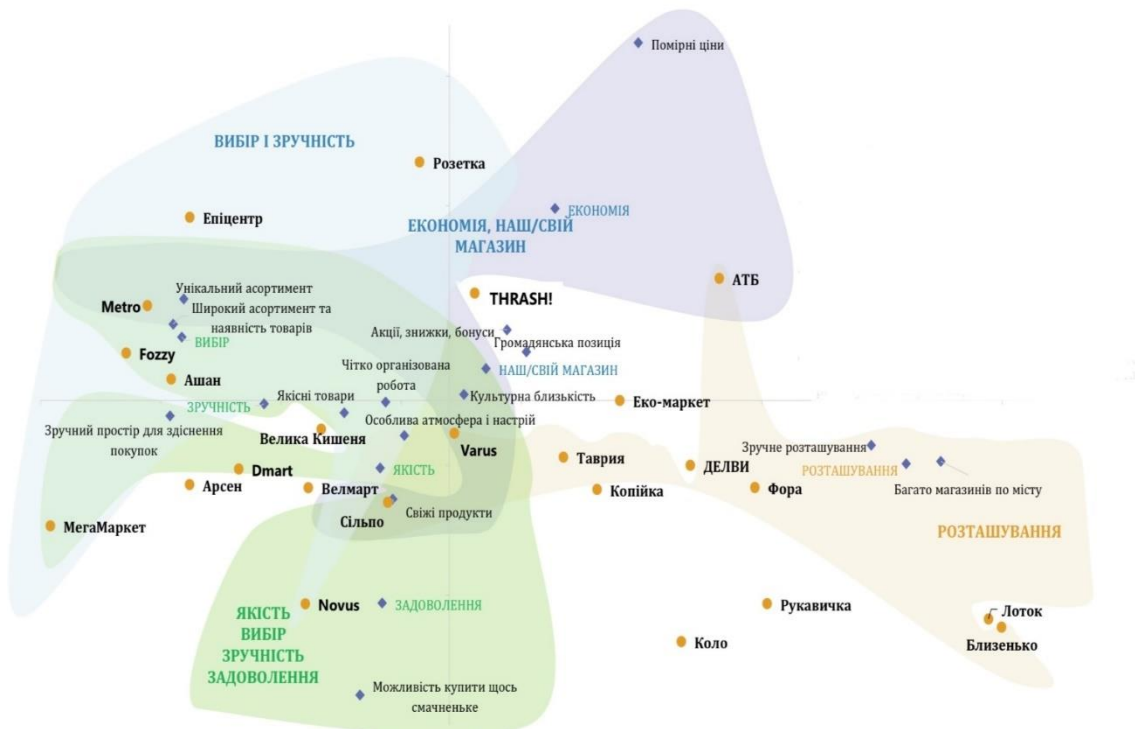 Помірні ціни
ВИБІР І ЗРУЧНІСТЬ
Розетка
Епіцентр
ЕКОНОМІЯ
ЕКОНОМІЯ, НАШ/СВІЙ
МАГАЗИН
АТБ
Унікальний асортимент
Metro
Широкий асортимент та
наявність товарів
THRASH!
ВИБІР
Акції, знижки, бонуси
Громадянська позиція
Fozzy
Чітко організована
робота
НАШ/СВІЙ МАГАЗИН
Ашан
ЗРУЧНІСТЬ
Якісні товари
Культурна близькість
Еко-маркет
Зручний простір для здіснення
покупок
Особлива атмосфера і настрій
Велика Кишеня
Varus
Зручне розташування
Dmart
ЯКІСТЬ
Таврия
ДЕЛВИ
РОЗТАШУВАННЯ
Арсен
Велмарт
Копійка
Фора
Багато магазинів по місту
МегаМаркет
Сільпо
Свіжі продукти
РОЗТАШУВАННЯ
Novus
ЗАДОВОЛЕННЯ
Рукавичка
ЯКІСТЬ
ВИБІР
ЗРУЧНІСТЬ
ЗАДОВОЛЕННЯ
Лоток
Коло
Близенько
Можливість купити щось
смачненьке